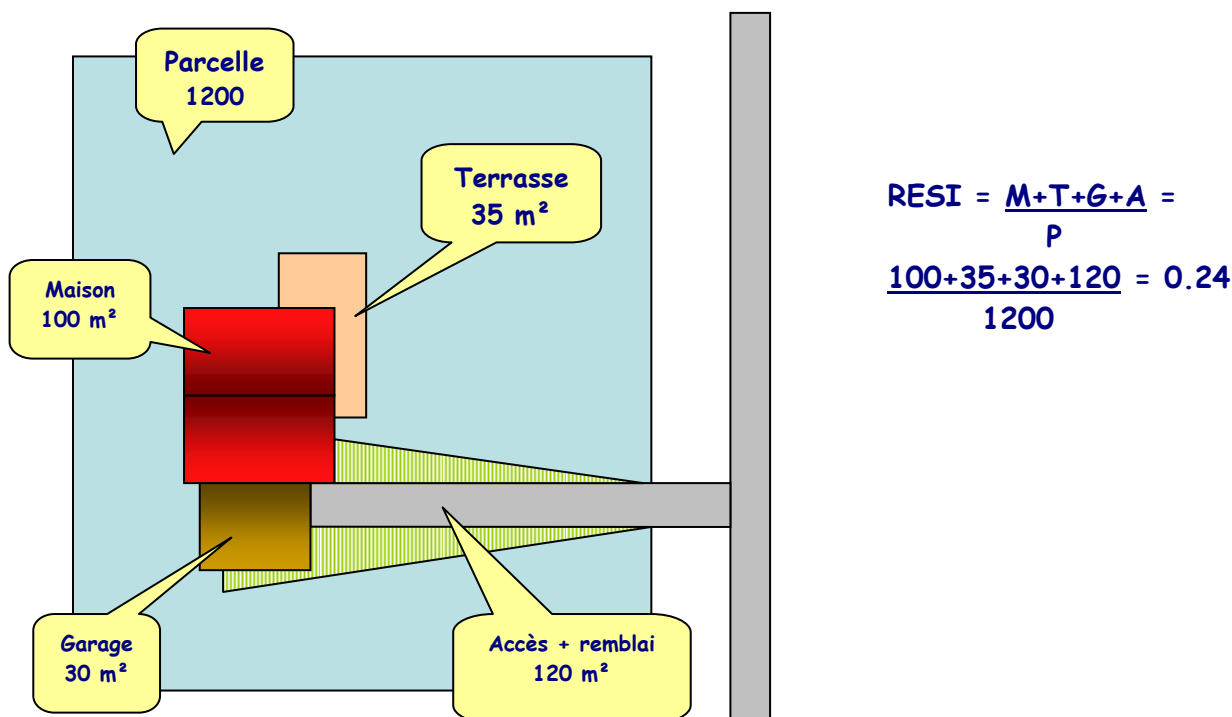 Parcelle
1200
Terrasse
35 m²
Maison
100 m²
Garage
30 m²
Accès + remblai
120 m²
RESI = M+T+G+A =
P
100+35+30+120 = 0.24
1200